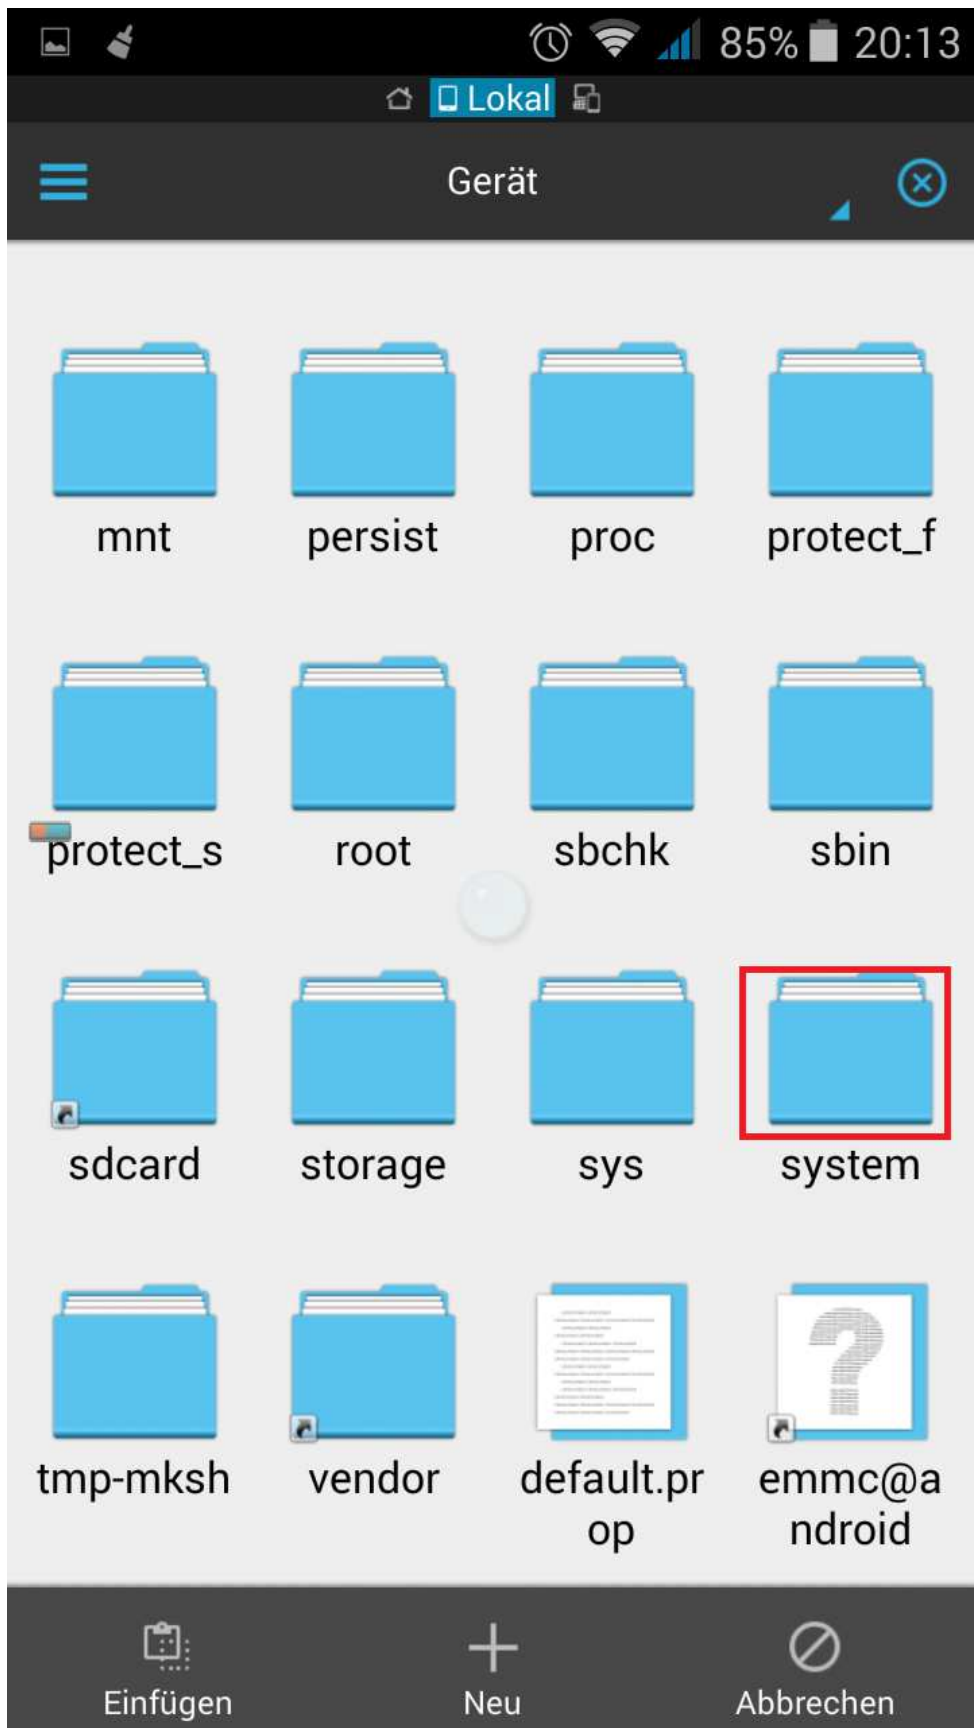 85% 20:13
Lokal
Gerät
mnt persist proc protect_f
protect_s root sbchk sbin
sdcard storage sys system
tmp-mksh vendor default.pr emmc@a
op ndroid
Einfügen Neu Abbrechen